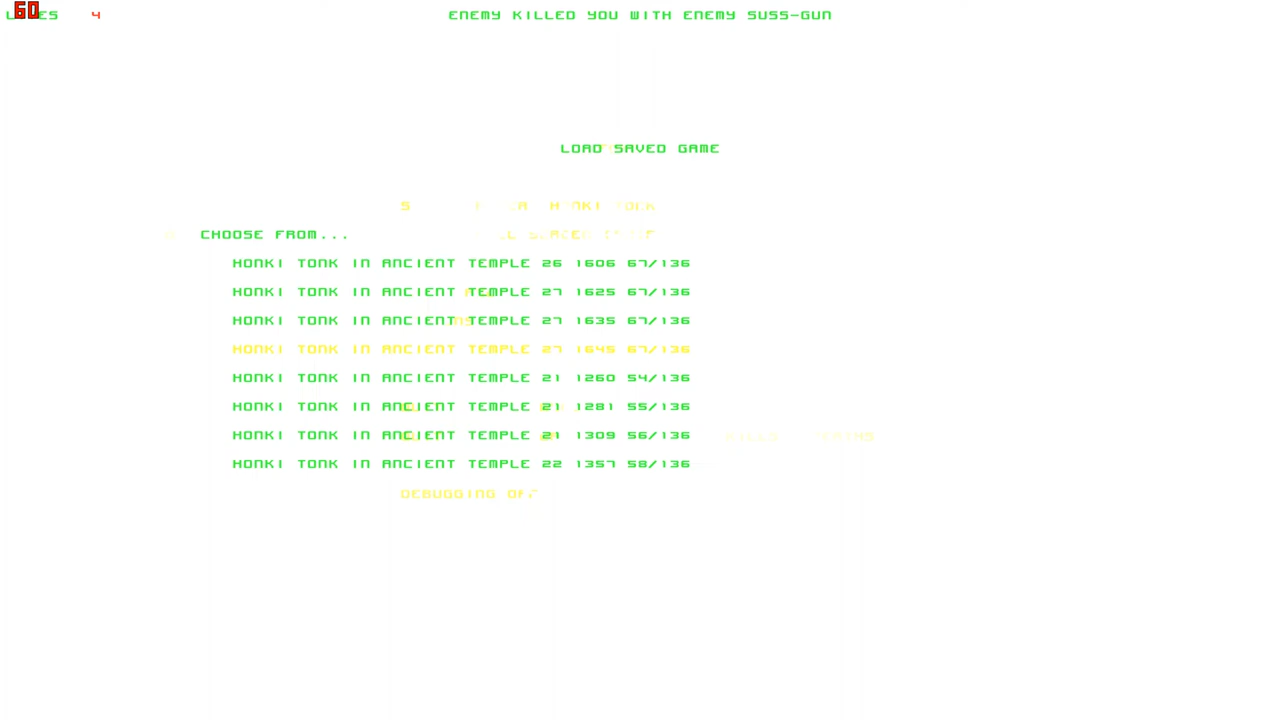 60
4
ENEMY KILLED YOU WITH ENEMY SUSS-GUN
LOAD SAVED GAME
CHOOSE FROM...
HONKI TONK IN ANCIENT TEMPLE 26 1606 67/136
HONKI TONK IN ANCIENT TEMPLE 27 1625 67/136
HONKI TONK IN ANCIENT TEMPLE 27 1635 67/136
HONKI TONK IN ANCIENT TEMPLE 27 1645 67/136
HONKI TONK IN ANCIENT TEMPLE 21 1260 54/136
HONKI TONK IN ANCIENT TEMPLE 21 1281 55/136
HONKI TONK IN ANCIENT TEMPLE 21 1309 56/136
KILLS
HONKI TONK IN ANCIENT TEMPLE 22 1357 58/136
DEBUGGING